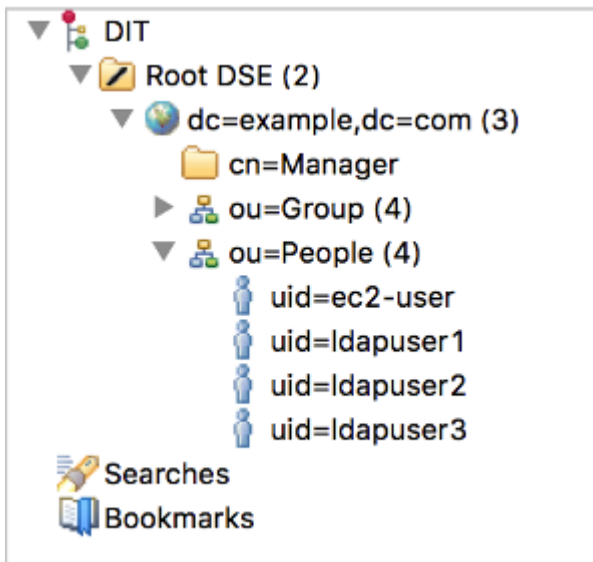 DIT
Root DSE (2)
dc=example,dc=com (3)
cn=Manager
ou=Group (4)
ou=People (4)
uid=ec2-user
uid=ldapuser1
uid=ldapuser2
uid=ldapuser3
Searches
Bookmarks